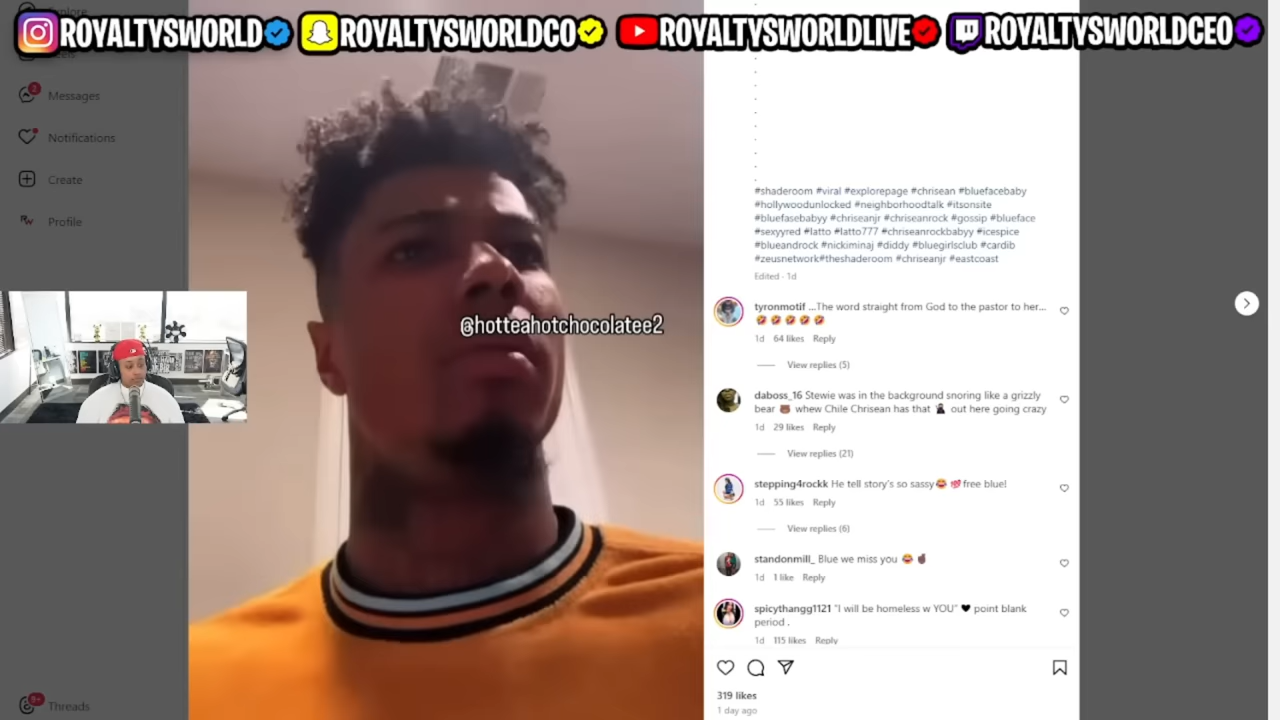 Explore
ROYALTYSWORLD ROYALTYSWORLDCO ROYALTYSWORLDLIVE ROYALTYSWORLDCEO
2
Messages
Notifications
Create
Profile
9+
Threads
@hotteahotchocolatee2
#shaderoom #viral #explorepage #chrisean #bluefacebaby
#hollywoodunlocked #neighborhoodtalk #itsonsite
#bluefasebabyy #chriseanjr #chriseanrock #gossip #blueface
#sexyyred #latto #latto777 #chriseanrockbabyy #icespice
#blueandrock #nickiminaj #diddy #bluegirlsclub #cardib
#zeusnetwork#theshaderoom #chriseanjr #eastcoast
Edited · 1d
tyronmotif ...The word straight from God to the pastor to her...
🤣 🤣 🤣 🤣 🤣
1d 64 likes Reply
View replies (5)
daboss_16 Stewie was in the background snoring like a grizzly
bear 🐻 whew Chile Chrisean has that 🥷🏿 out here going crazy
1d 29 likes Reply
View replies (21)
stepping4rockk He tell story's so sassy😂 💯free blue!
1d 55 likes Reply
View replies (6)
standonmill_ Blue we miss you 😂 ✌🏿
1d 1 like Reply
spicythangg1121 "I will be homeless w YOU" 🖤 point blank
period .
1d 115 likes Reply
319 likes
1 day ago